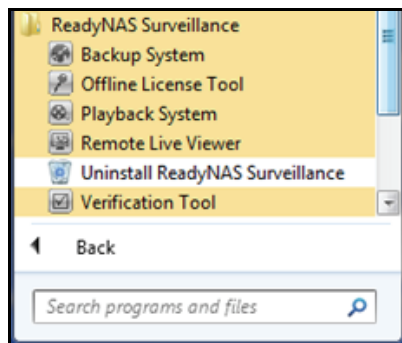 ReadyNAS Surveillance
Backup System
Offline License Tool
Playback System
Remote Live Viewer
Uninstall ReadyNAS Surveillance
Verification Tool
Back
Search programs and files